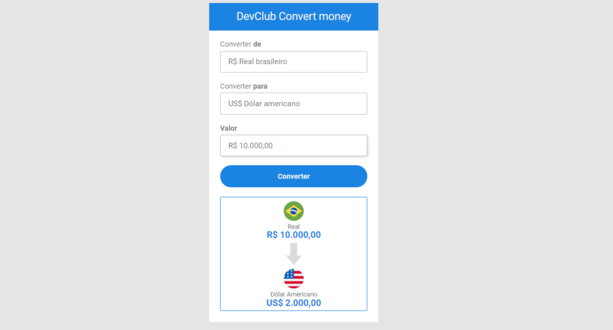 DevClub Convert money
Converter de
R$ Real brasileiro
Converter para
US$ Dólar americano
Valor
R$ 10.000,00
Converter
Real
R$ 10.000,00
Dólar Americano
US$ 2.000,00